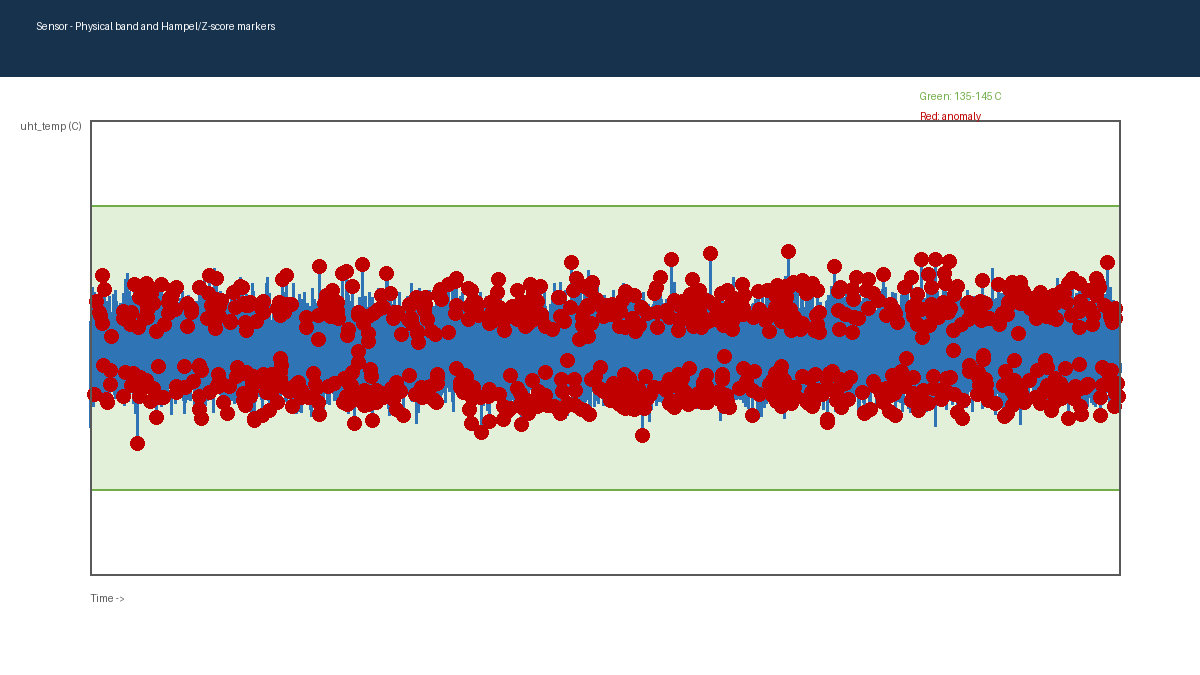 Sensor - Physical band and Hampel/Z-score markers
Green: 135-145 C
Red: anomaly
uht_temp (C)
Time ->